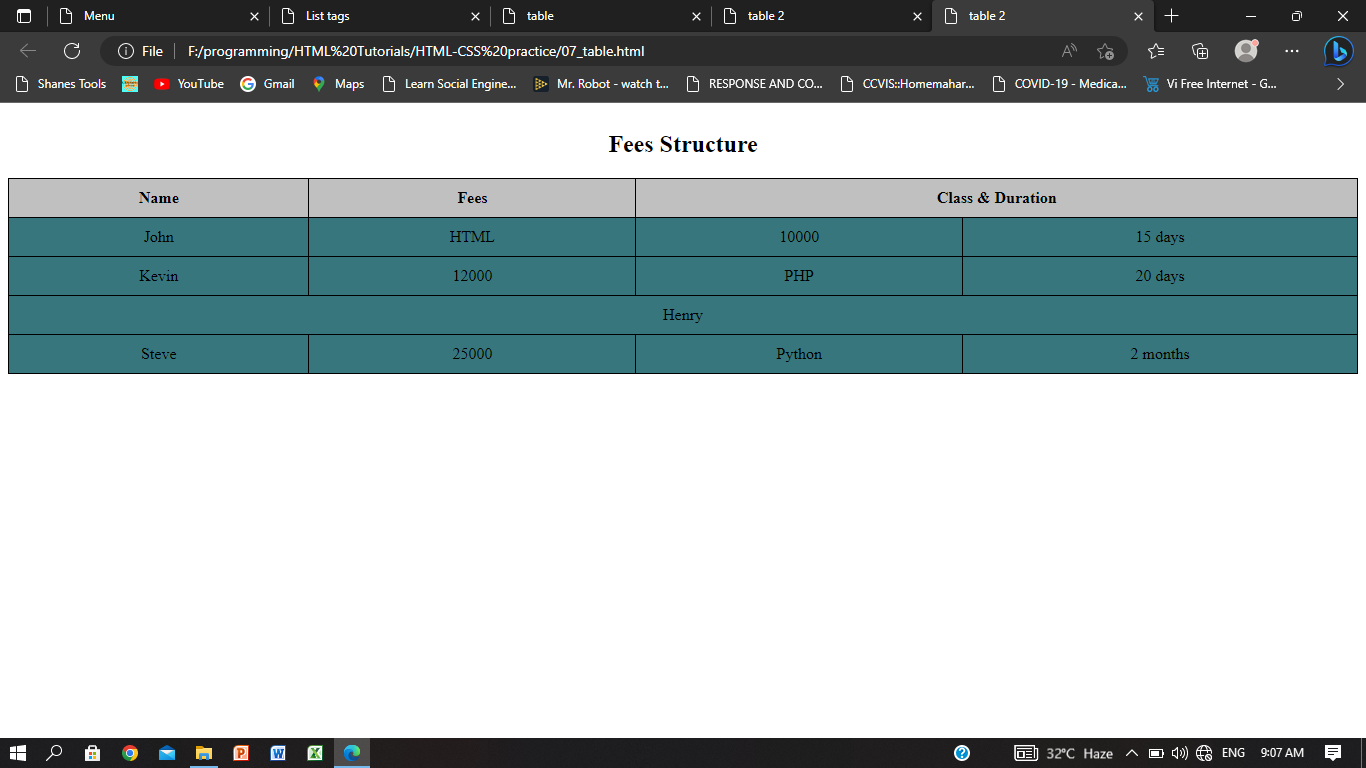 Menu List tags table table 2 table 2
File F:/programming/HTML%20Tutorials/HTML-CSS%20practice/07_table.html
Shanes Tools YouTube Gmail Maps Learn Social Engine... Mr. Robot - watch t... RESPONSE AND CO... CCVIS::Homemahar... COVID-19 - Medica... Vi Free Internet - G...
Fees Structure
Name Fees Class & Duration
John HTML 10000 15 days
Kevin 12000 PHP 20 days
Henry
Steve 25000 Python 2 months
32°C Haze ENG 9:07 AM